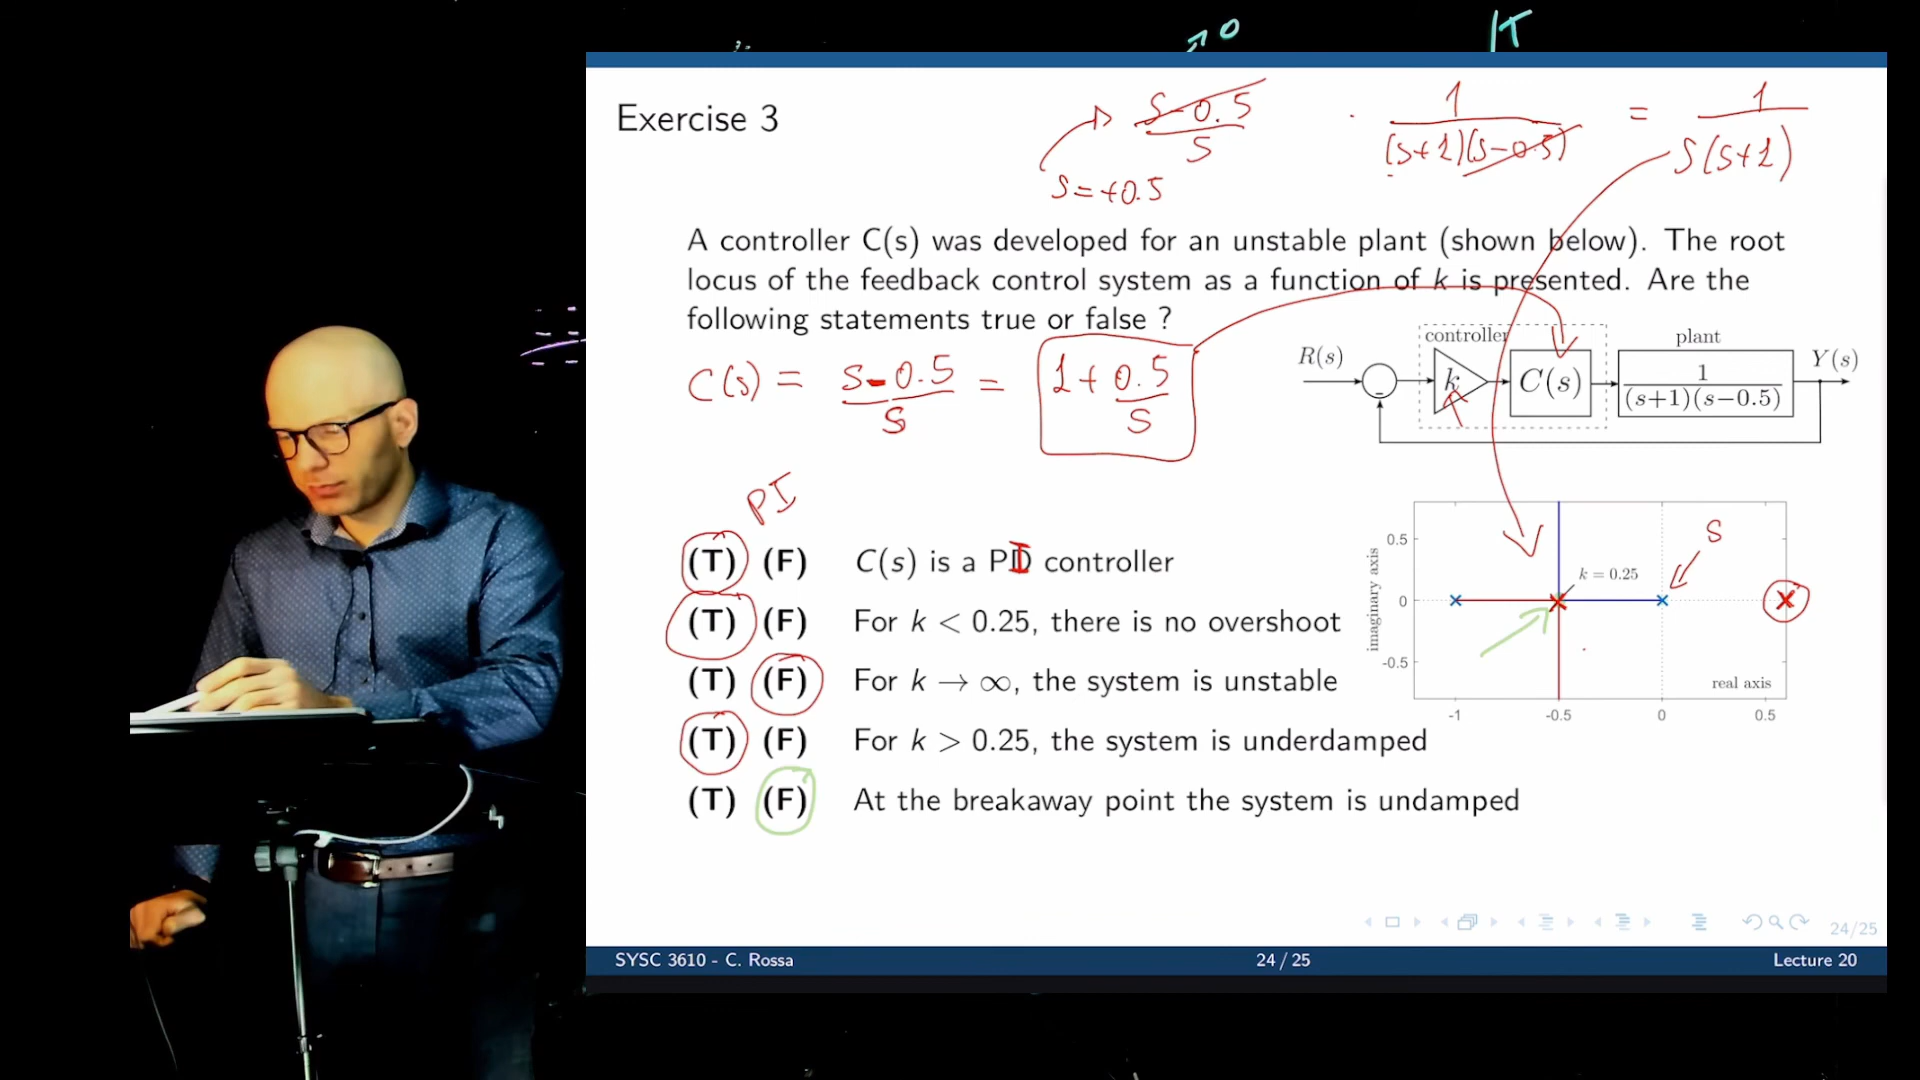 Exercise 3
s-0.5 / s · 1 / (s+1)(s-0.5) = 1 / s(s+1)
s=+0.5
A controller C(s) was developed for an unstable plant (shown below). The root
locus of the feedback control system as a function of k is presented. Are the
following statements true or false ?
C(s) = s-0.5 / s = 1+ 0.5 / s
controller
plant
R(s)
k
C(s)
1 / (s+1)(s−0.5)
Y(s)
-
PI
(T) (F) C(s) is a PI controller
(T) (F) For k < 0.25, there is no overshoot
(T) (F) For k → ∞, the system is unstable
(T) (F) For k > 0.25, the system is underdamped
(T) (F) At the breakaway point the system is undamped
S
k = 0.25
0.5
0
-0.5
imaginary axis
real axis
-1 -0.5 0 0.5
24/25
SYSC 3610 - C. Rossa 24 / 25 Lecture 20